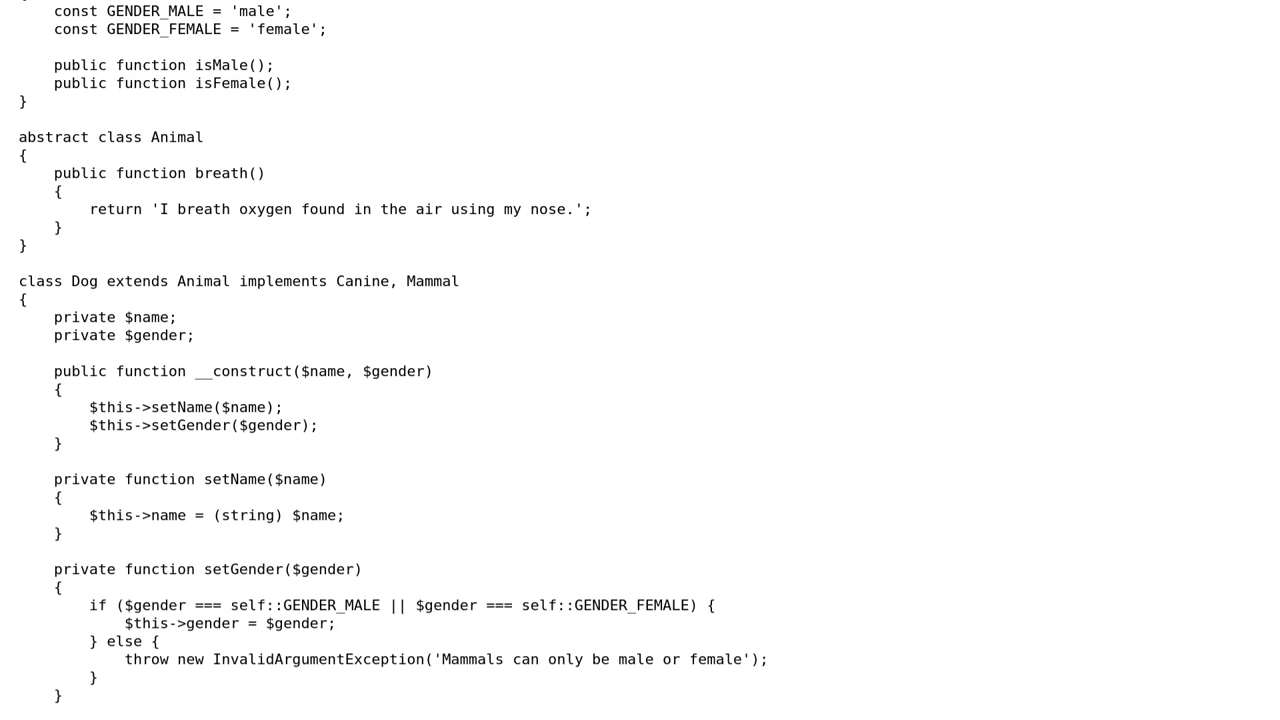 const GENDER_MALE = 'male';
    const GENDER_FEMALE = 'female';

    public function isMale();
    public function isFemale();
}

abstract class Animal
{
    public function breath()
    {
        return 'I breath oxygen found in the air using my nose.';
    }
}

class Dog extends Animal implements Canine, Mammal
{
    private $name;
    private $gender;

    public function __construct($name, $gender)
    {
        $this->setName($name);
        $this->setGender($gender);
    }

    private function setName($name)
    {
        $this->name = (string) $name;
    }

    private function setGender($gender)
    {
        if ($gender === self::GENDER_MALE || $gender === self::GENDER_FEMALE) {
            $this->gender = $gender;
        } else {
            throw new InvalidArgumentException('Mammals can only be male or female');
        }
    }